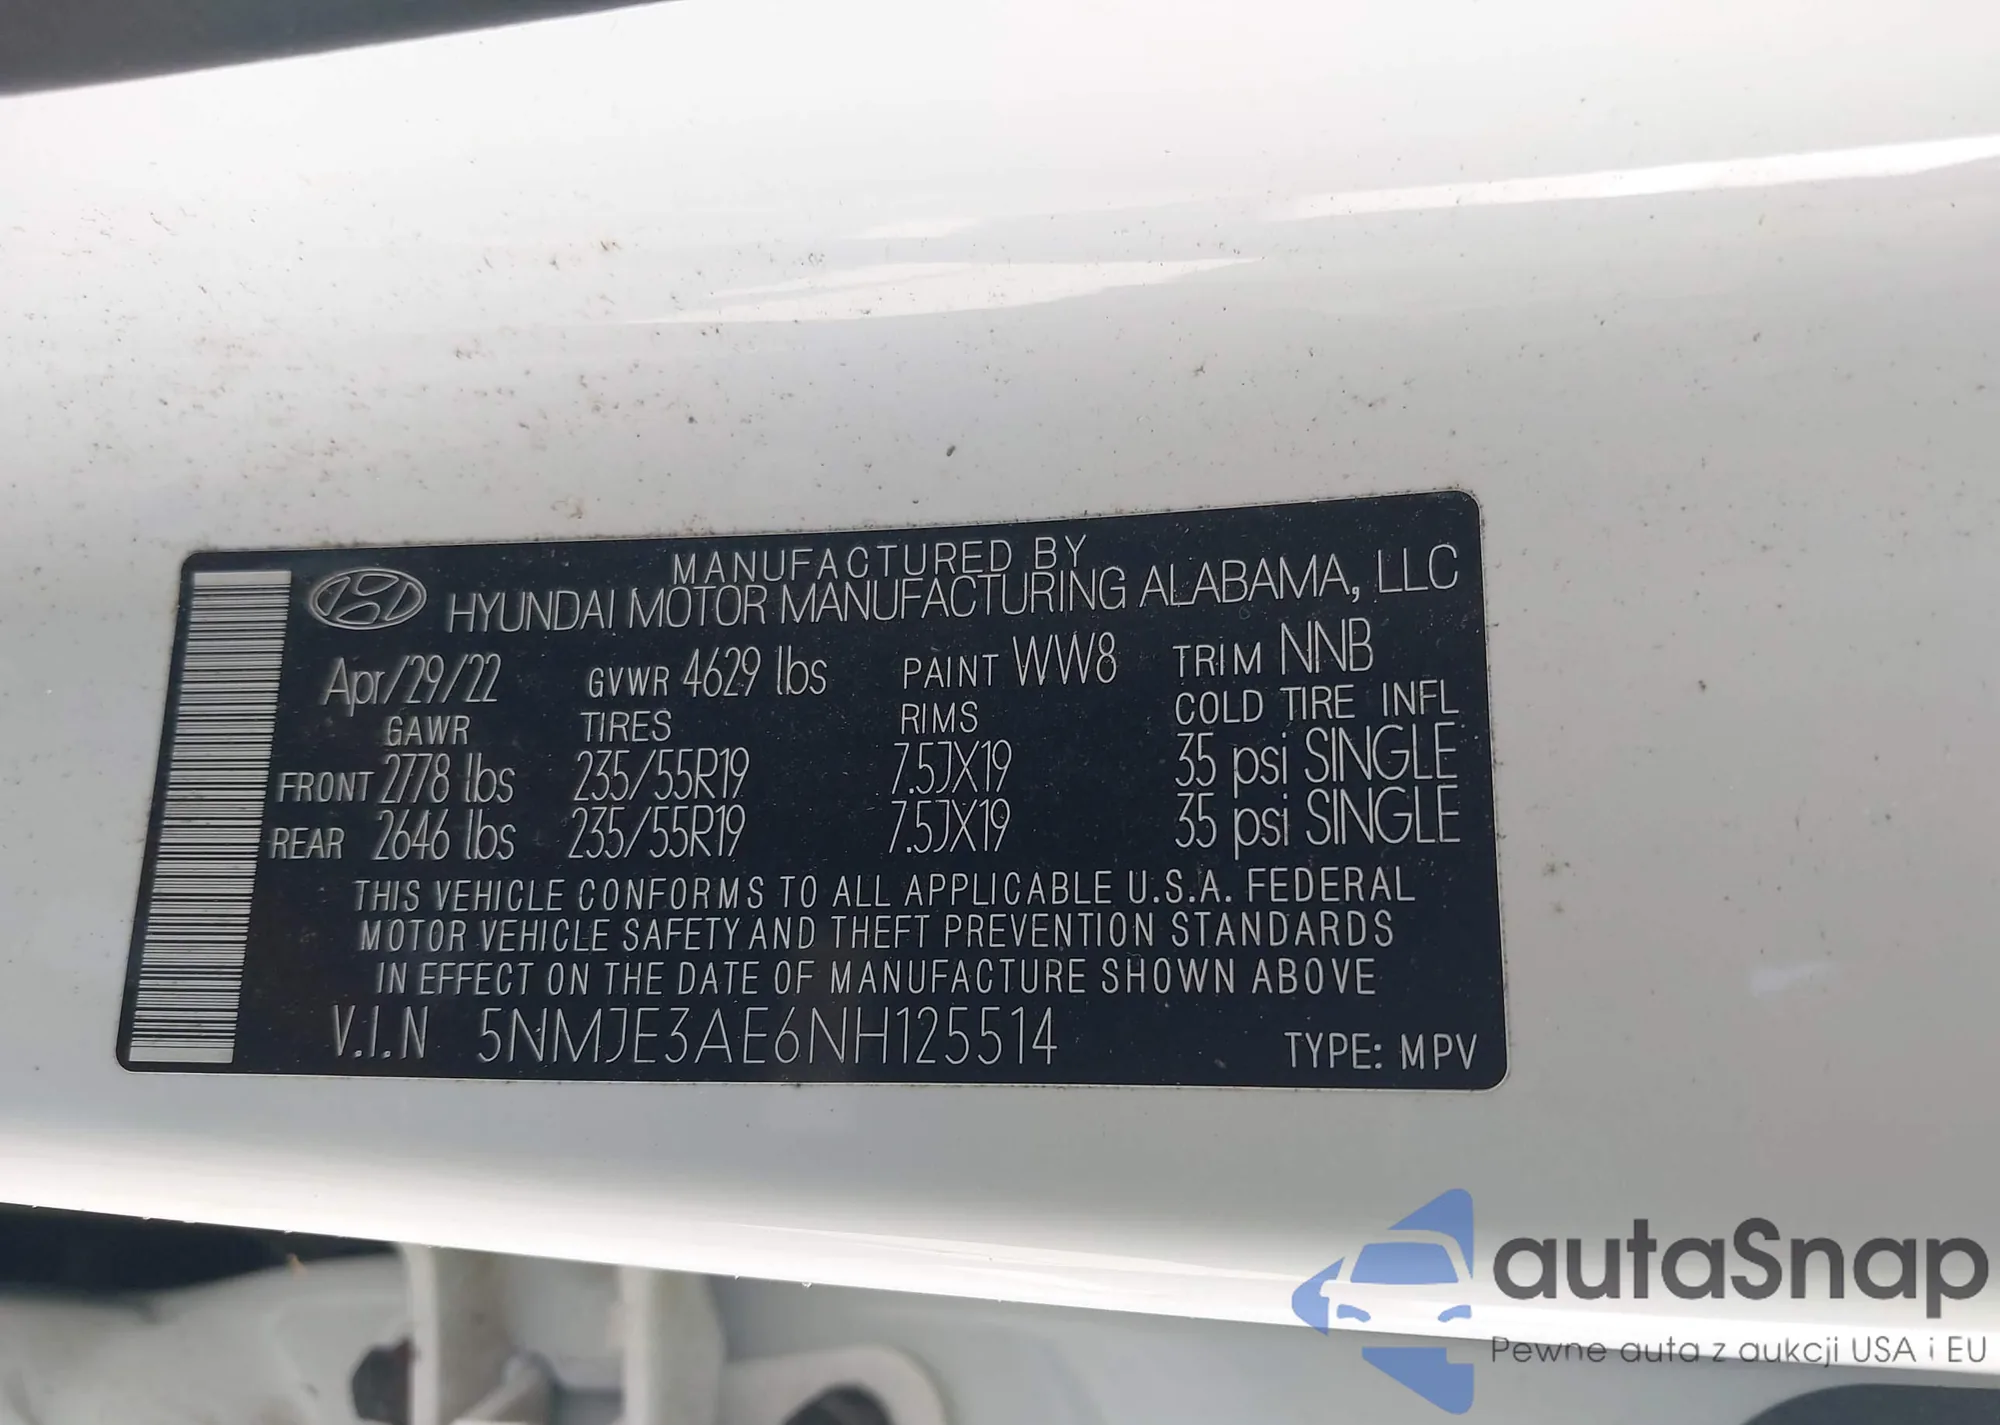 MANUFACTURED BY
HYUNDAI MOTOR MANUFACTURING ALABAMA, LLC
Apr/29/22 GVWR 4629 lbs PAINT WW8 TRIM NNB
GAWR TIRES RIMS COLD TIRE INFL
FRONT 2778 lbs 235/55R19 7.5JX19 35 psi SINGLE
REAR 2646 lbs 235/55R19 7.5JX19 35 psi SINGLE
THIS VEHICLE CONFORMS TO ALL APPLICABLE U.S.A. FEDERAL
MOTOR VEHICLE SAFETY AND THEFT PREVENTION STANDARDS
IN EFFECT ON THE DATE OF MANUFACTURE SHOWN ABOVE
V.I.N 5NMJE3AE6NH125514 TYPE: MPV
autaSnap
Pewne auta z aukcji USA i EU